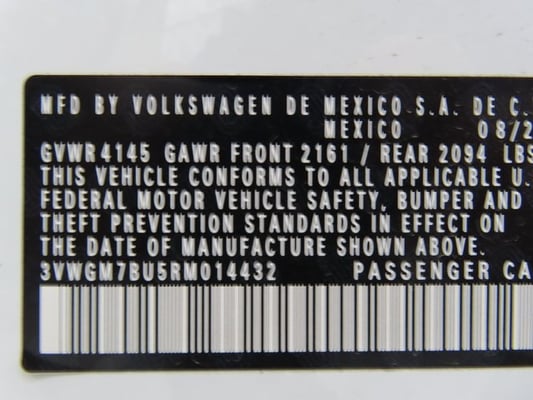 MFD BY VOLKSWAGEN DE MEXICO S.A. DE C.
MEXICO 08/2
GVWR 4145 GAWR FRONT 2161 / REAR 2094 LBS
THIS VEHICLE CONFORMS TO ALL APPLICABLE U.
FEDERAL MOTOR VEHICLE SAFETY, BUMPER AND
THEFT PREVENTION STANDARDS IN EFFECT ON
THE DATE OF MANUFACTURE SHOWN ABOVE.
3VWGM7BU5RM014432 PASSENGER CA